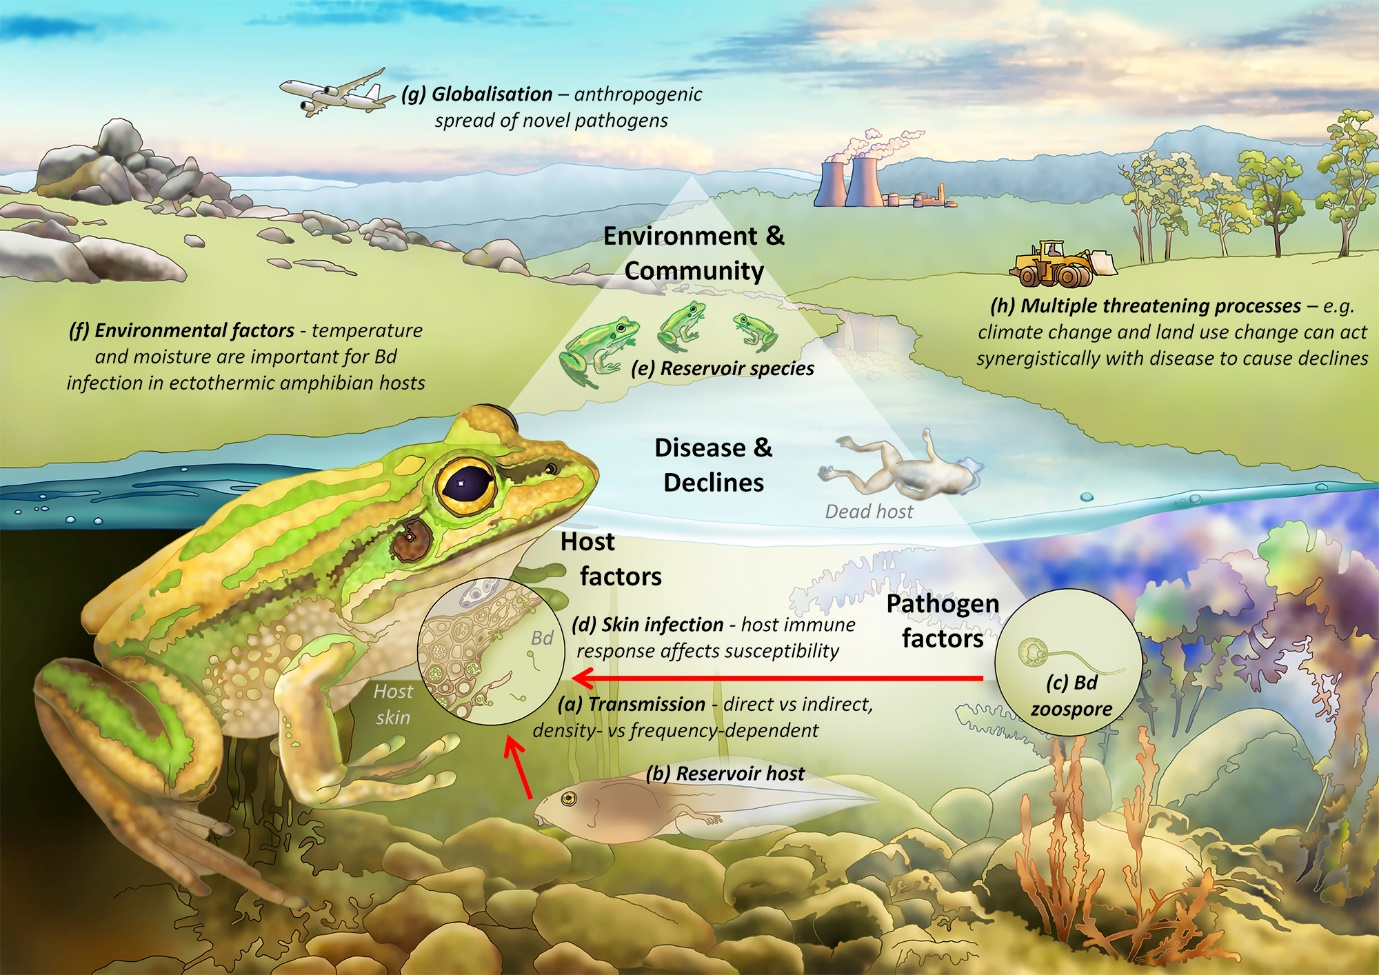 (g) Globalisation – anthropogenic
spread of novel pathogens
Environment &
Community
(h) Multiple threatening processes – e.g.
climate change and land use change can act
synergistically with disease to cause declines
(f) Environmental factors - temperature
and moisture are important for Bd
infection in ectothermic amphibian hosts
(e) Reservoir species
Disease &
Declines
Dead host
Host
factors
Pathogen
factors
(d) Skin infection - host immune
response affects susceptibility
Bd
Host
skin
(c) Bd
zoospore
(a) Transmission - direct vs indirect,
density- vs frequency-dependent
(b) Reservoir host